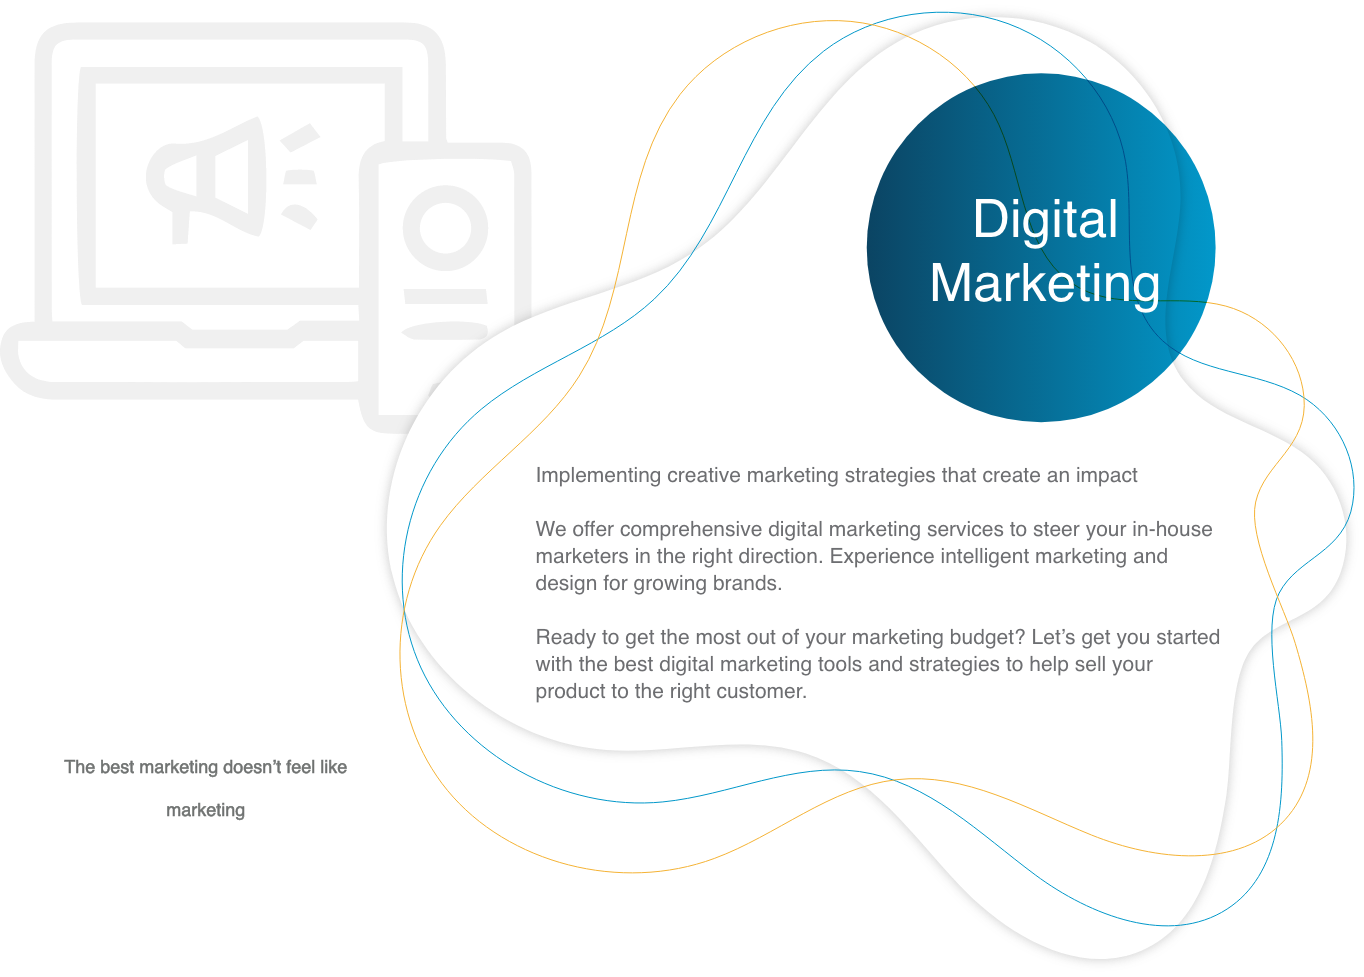 Digital
Marketing
Implementing creative marketing strategies that create an impact
We offer comprehensive digital marketing services to steer your in-house
marketers in the right direction. Experience intelligent marketing and
design for growing brands.
Ready to get the most out of your marketing budget? Let’s get you started
with the best digital marketing tools and strategies to help sell your
product to the right customer.
The best marketing doesn’t feel like
marketing